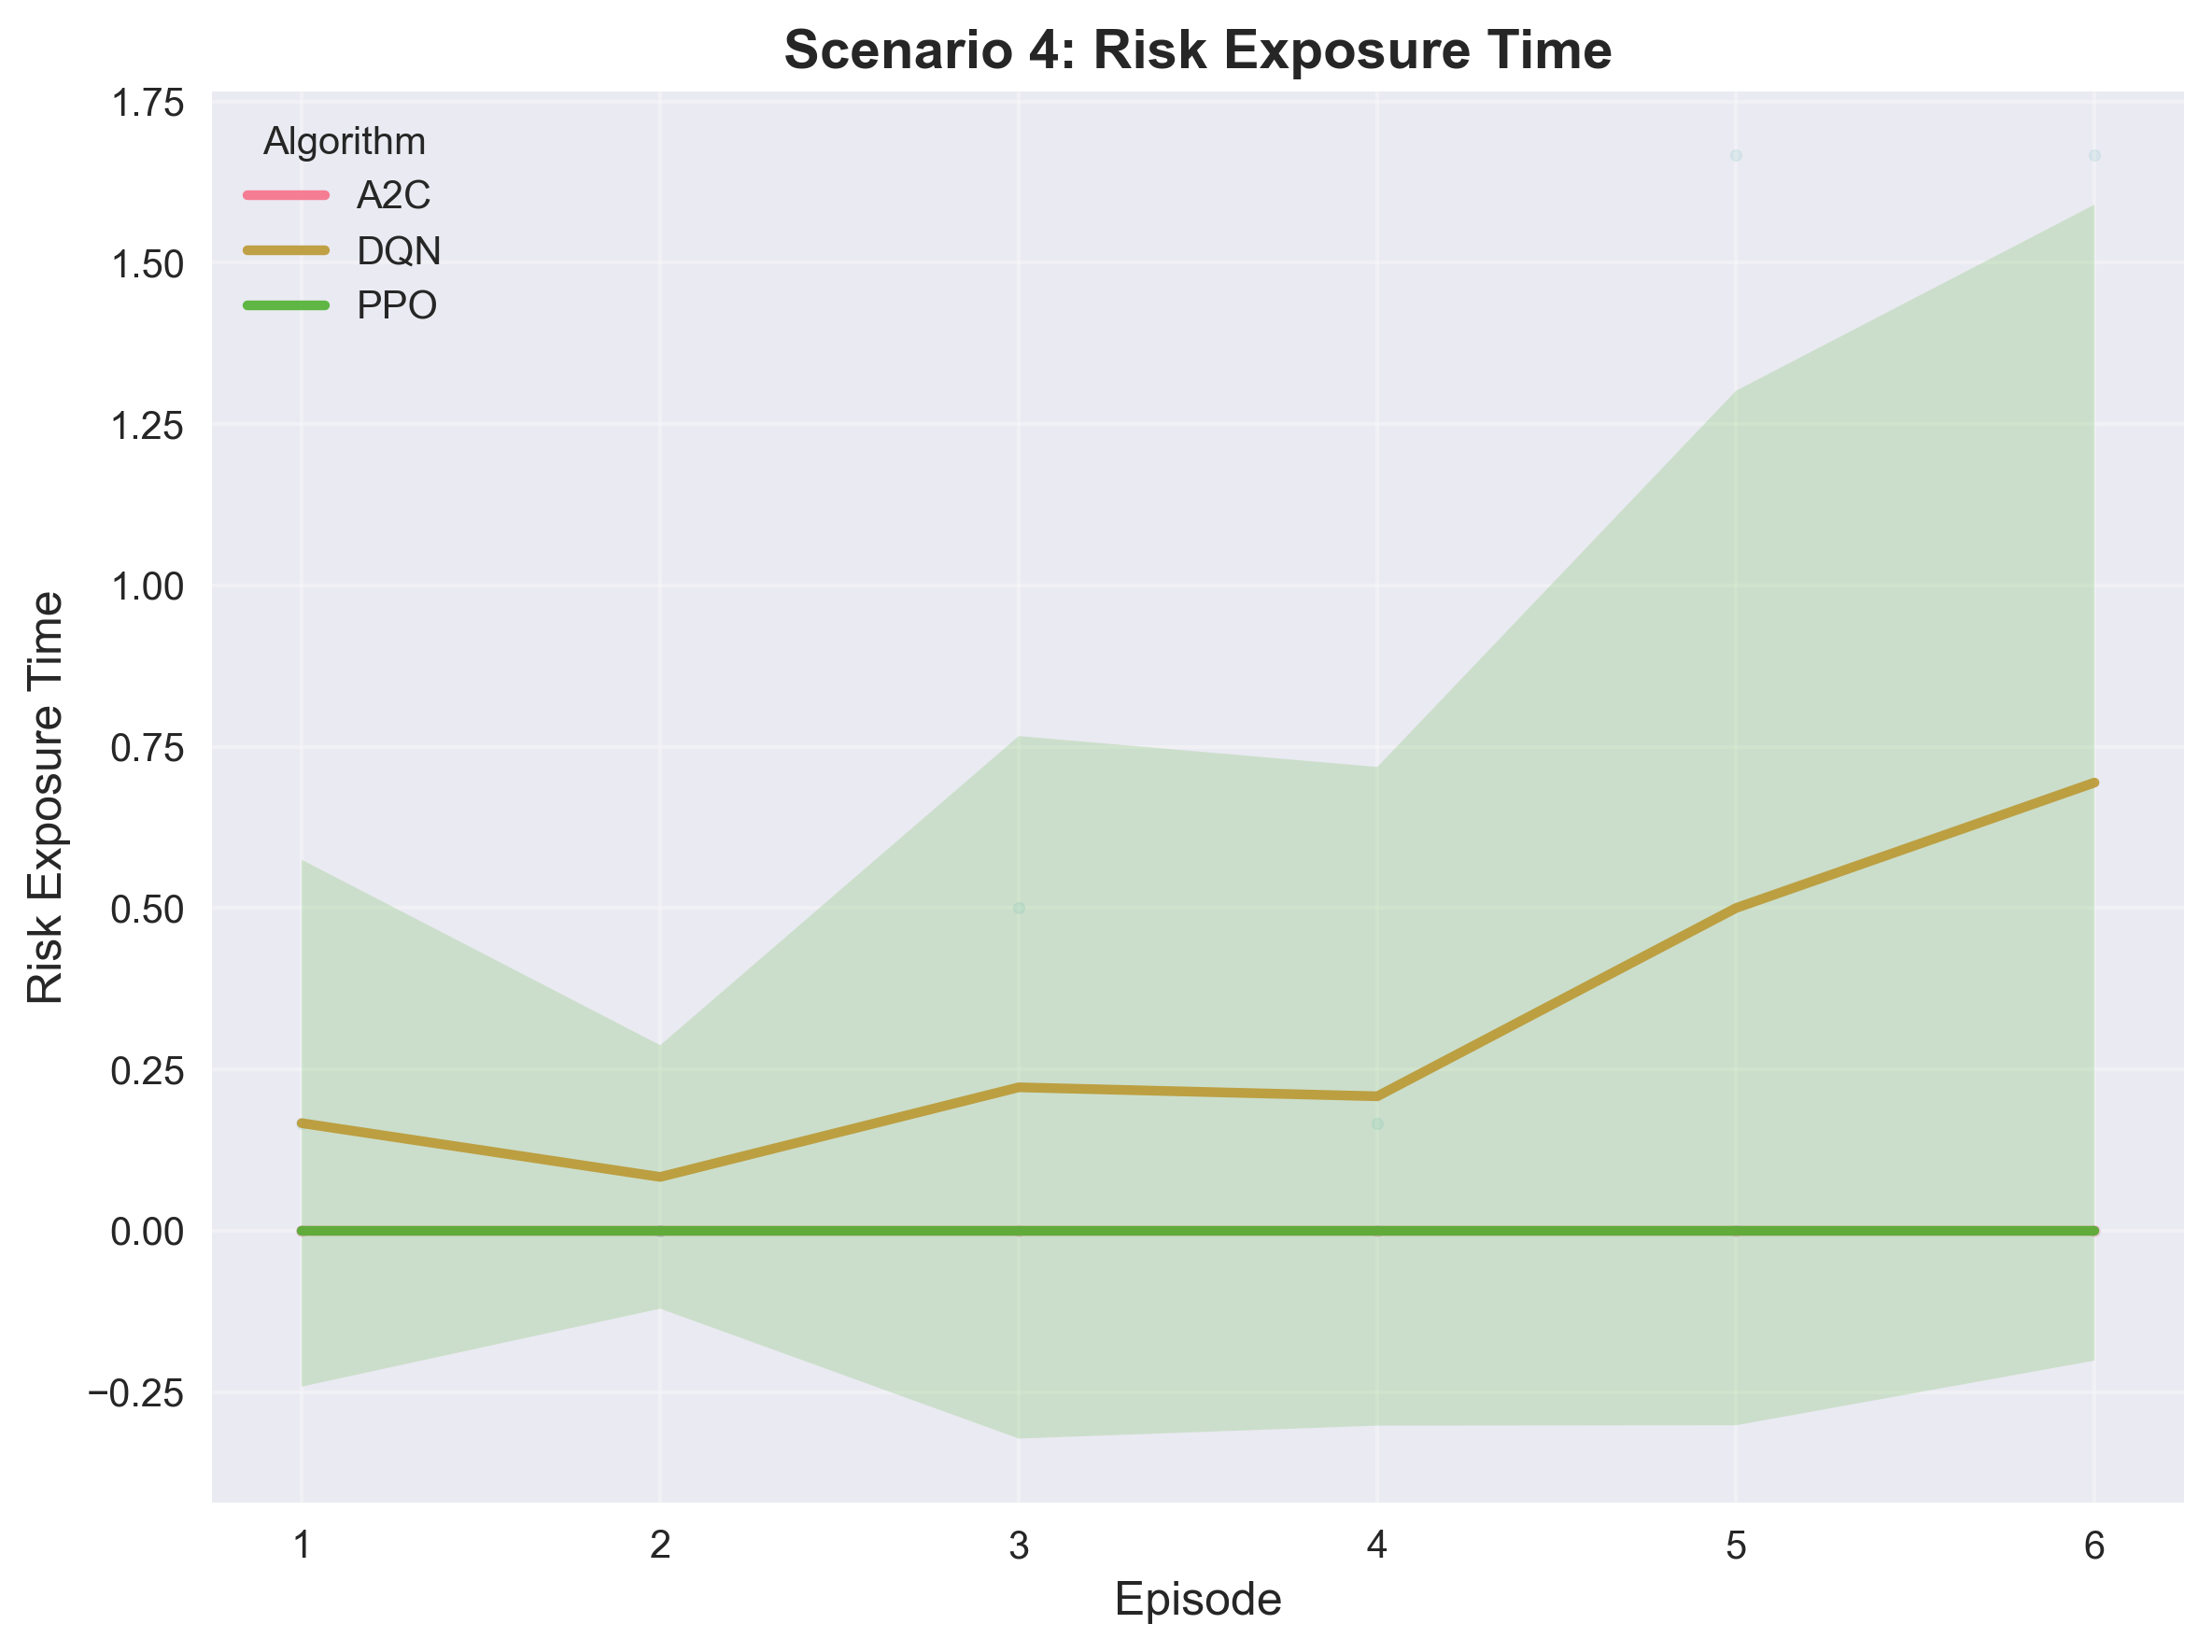 Scenario 4: Risk Exposure Time
1.75
1.50
1.25
1.00
0.75
0.50
0.25
0.00
−0.25
Risk Exposure Time
Algorithm
A2C
DQN
PPO
1 2 3 4 5 6
Episode